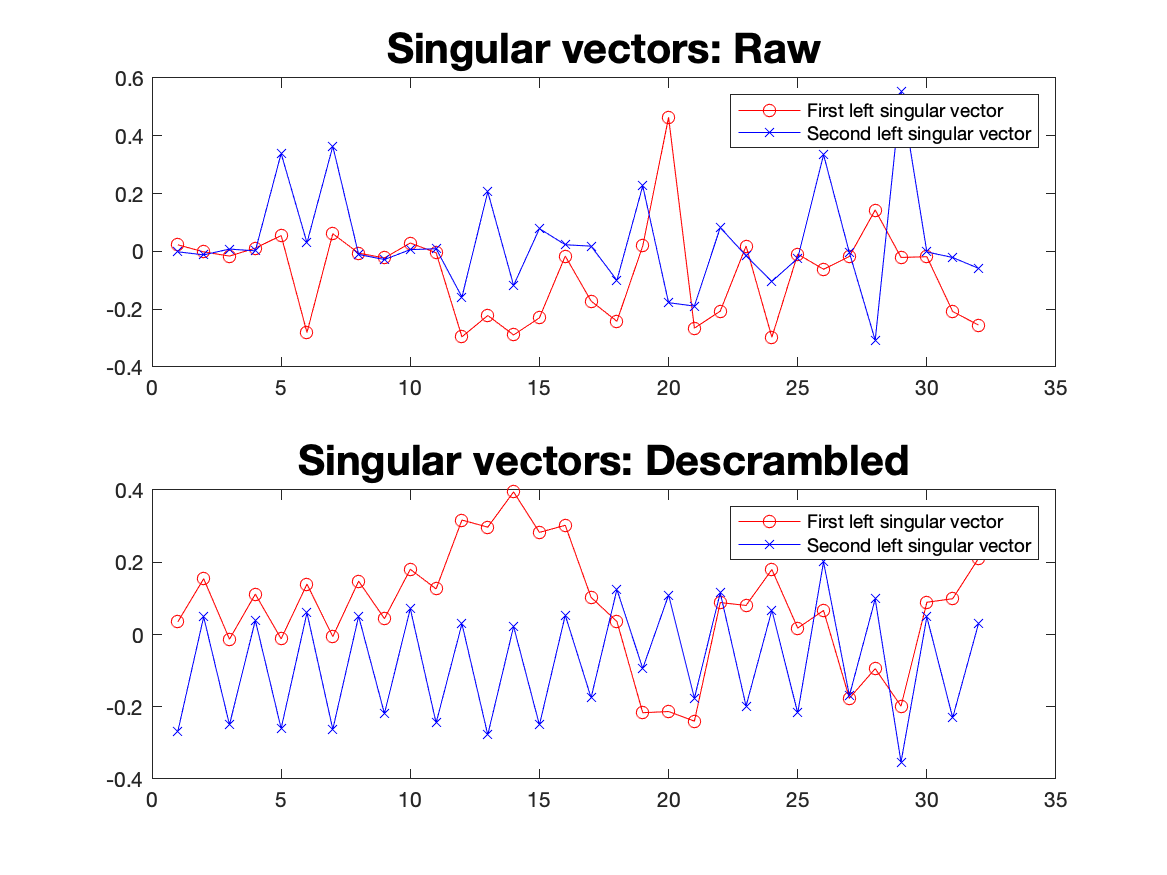 Singular vectors: Raw
0.6
0.4
0.2
0
-0.2
-0.4
First left singular vector
Second left singular vector
0 5 10 15 20 25 30 35
Singular vectors: Descrambled
0.4
0.2
0
-0.2
-0.4
First left singular vector
Second left singular vector
0 5 10 15 20 25 30 35